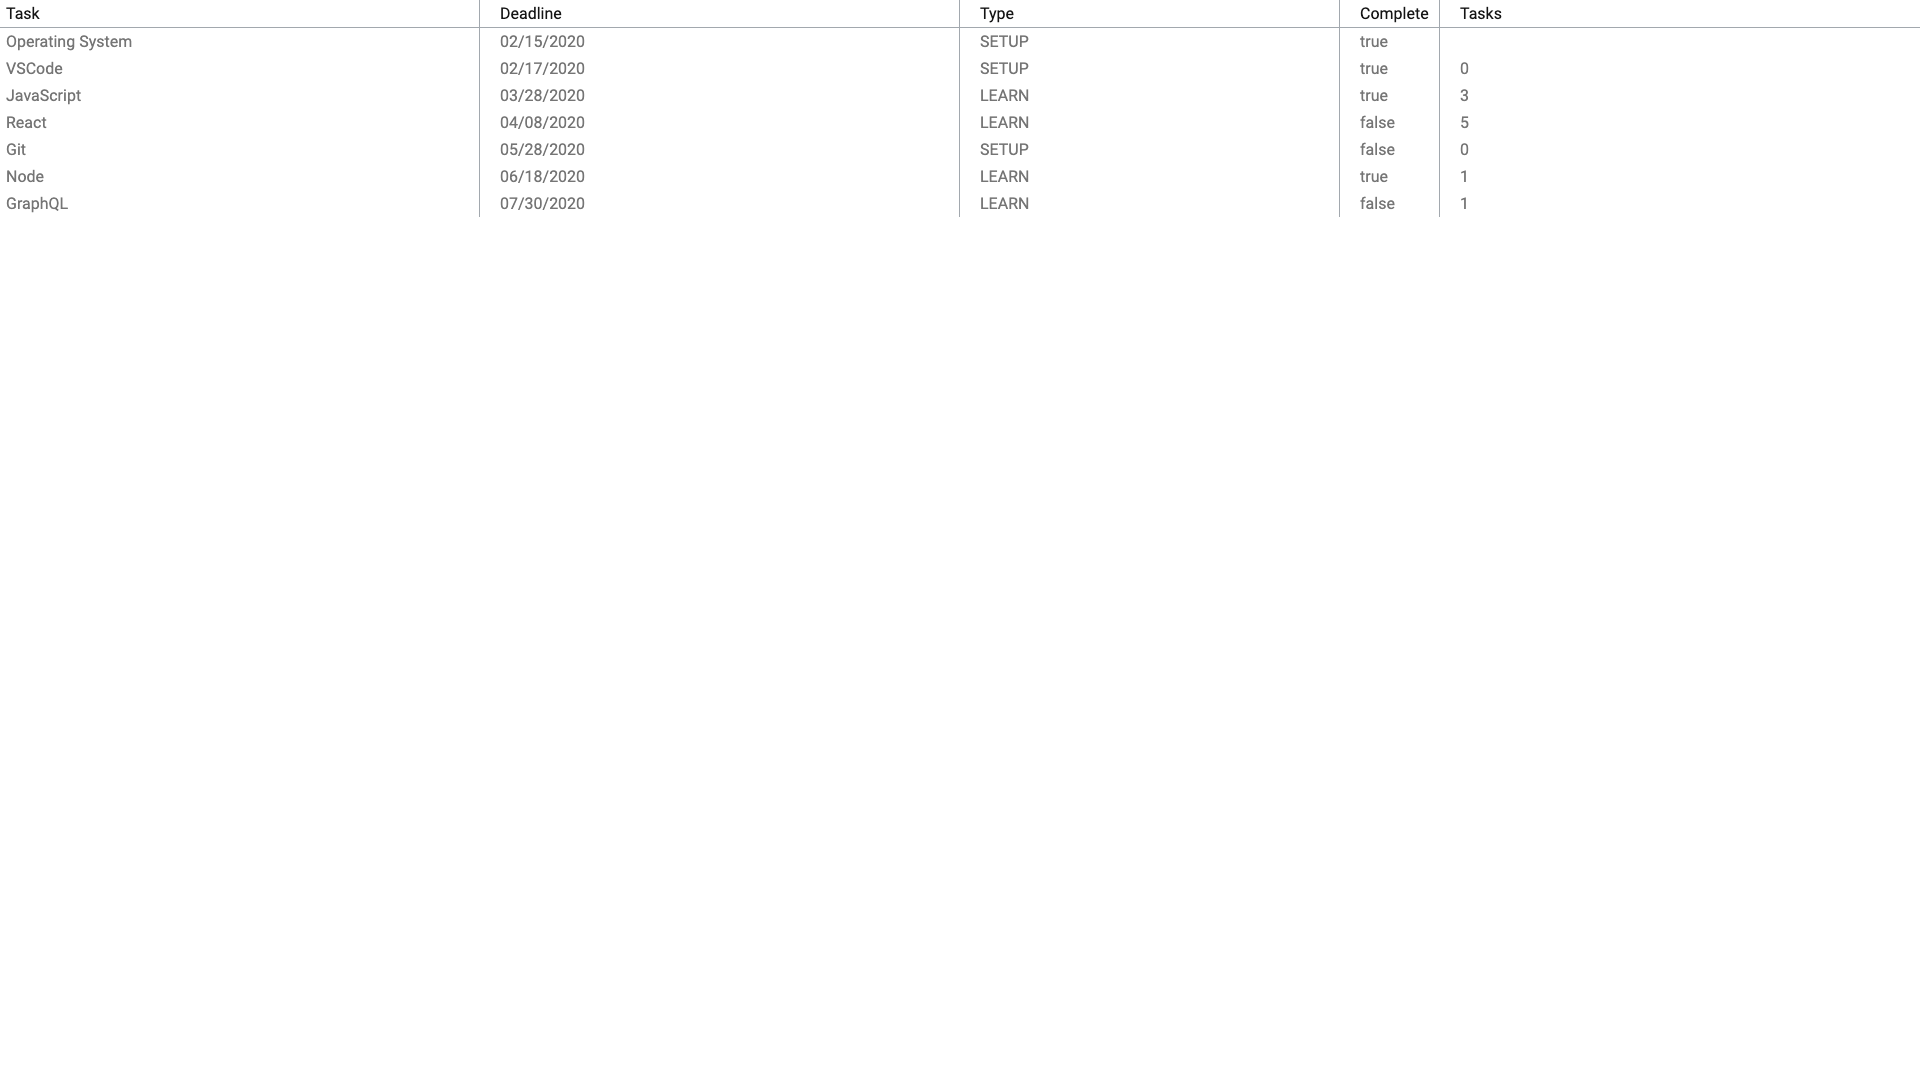 Task Deadline Type Complete Tasks
Operating System 02/15/2020 SETUP true
VSCode 02/17/2020 SETUP true 0
JavaScript 03/28/2020 LEARN true 3
React 04/08/2020 LEARN false 5
Git 05/28/2020 SETUP false 0
Node 06/18/2020 LEARN true 1
GraphQL 07/30/2020 LEARN false 1